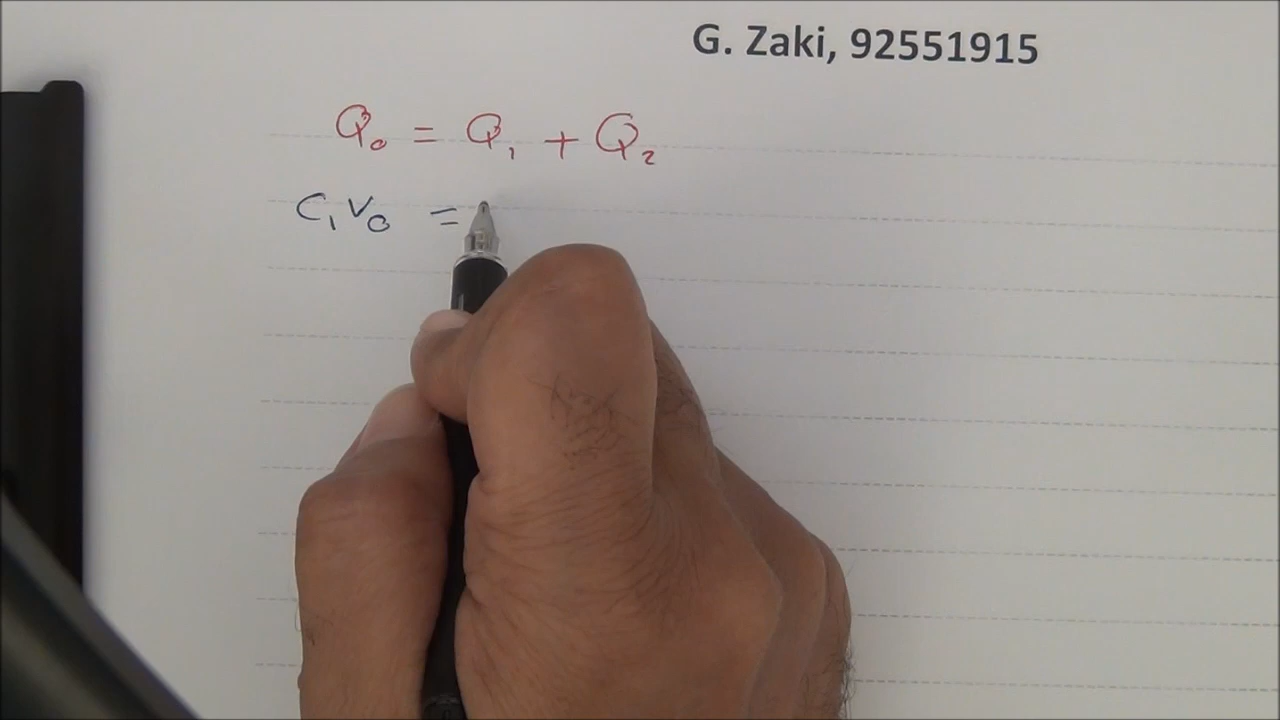 G. Zaki, 92551915
Q₀ = Q₁ + Q₂
C₁V₀ =